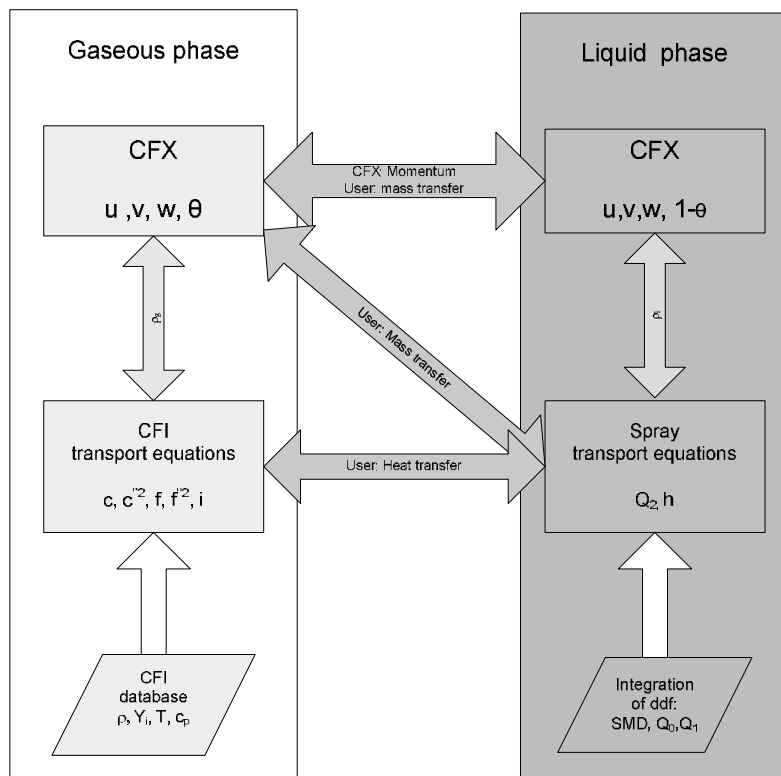 Gaseous phase
Liquid phase
CFX
u ,v, w, θ
CFX: Momentum
User: mass transfer
CFX
u,v,w, 1-θ
ρg
User: Mass transfer
ρl
CFI
transport equations
c, c"2, f, f"2, i
User: Heat transfer
Spray
transport equations
Q2, h
CFI
database
ρ, Yi, T, cp
Integration
of ddf:
SMD, Q0,Q1